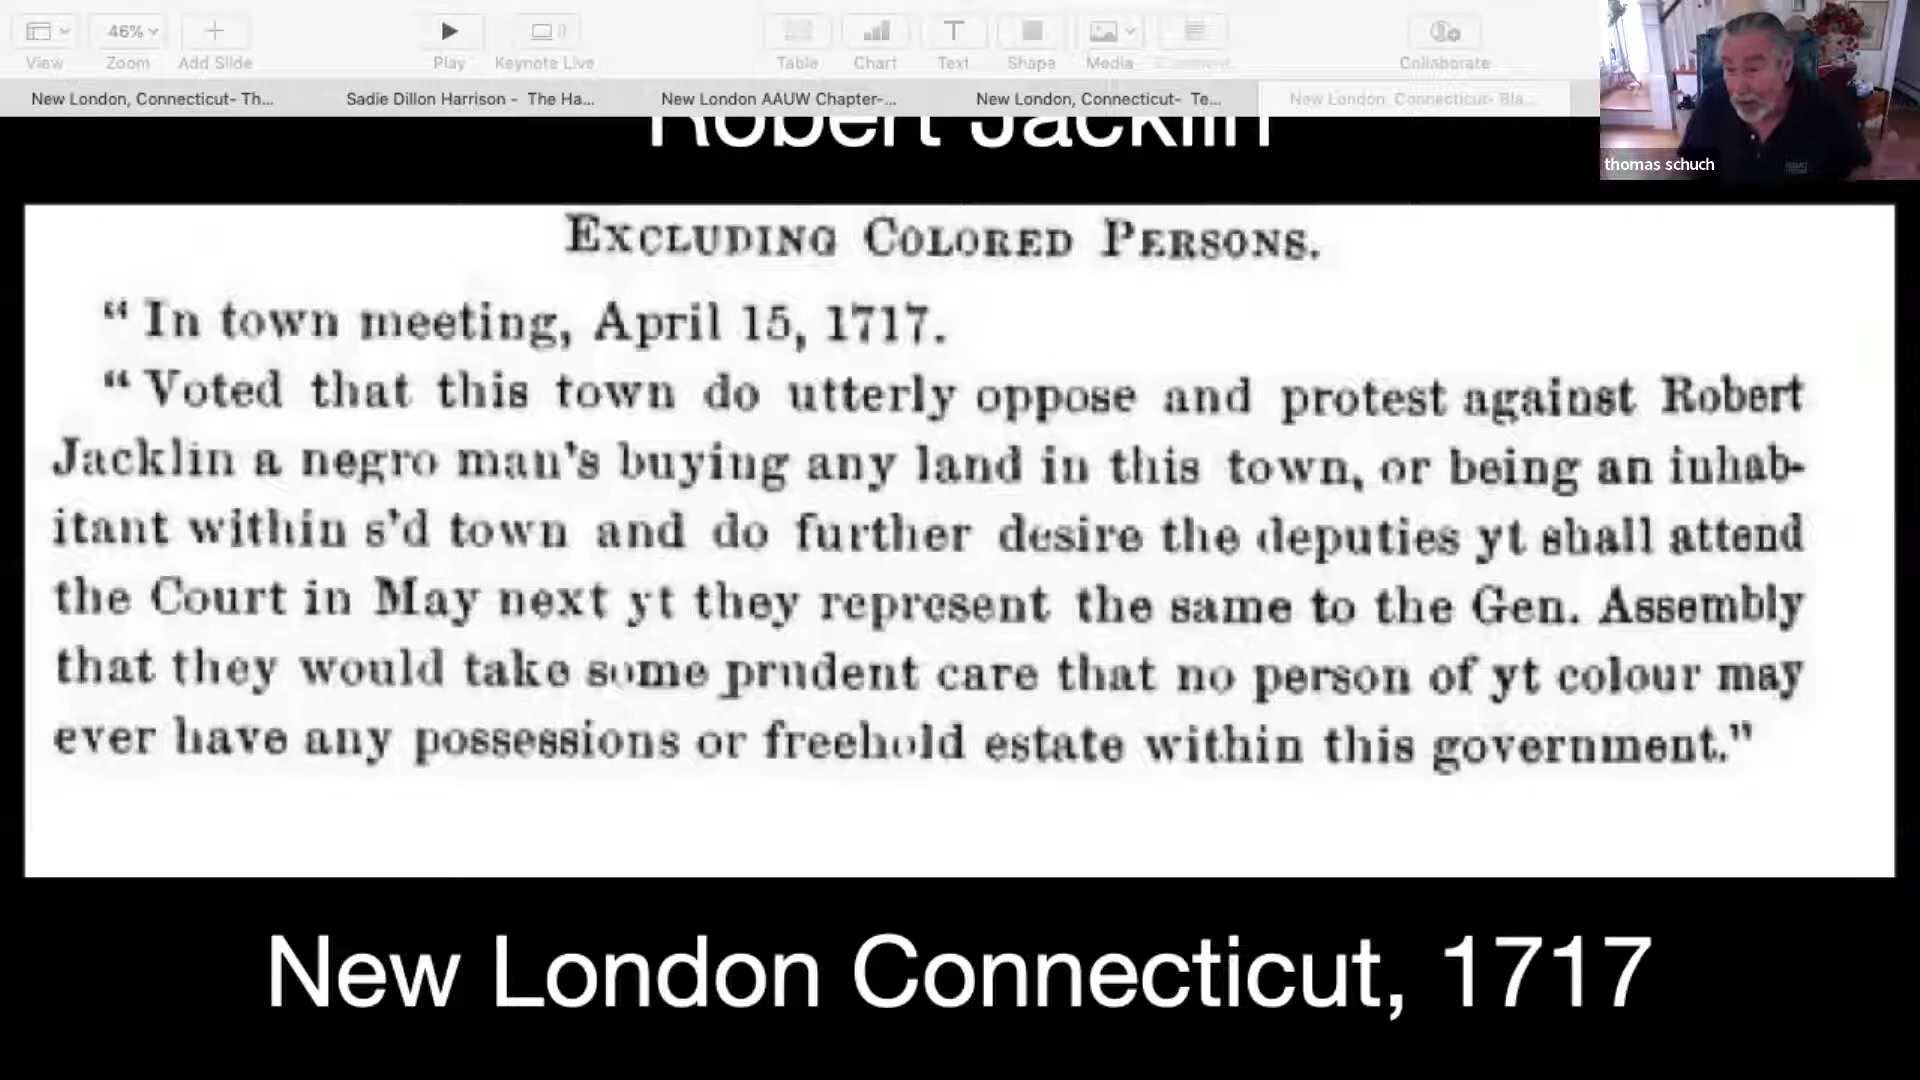 46%
View
Zoom
Add Slide
Play
Keynote Live
Table
Chart
Text
Shape
Media
Comment
Collaborate
New London, Connecticut- Th...
Sadie Dillon Harrison - The Ha...
New London AAUW Chapter-...
New London, Connecticut- Te...
New London, Connecticut- Bla...
thomas schuch
Robert Jacklin
EXCLUDING COLORED PERSONS.
“ In town meeting, April 15, 1717.
“ Voted that this town do utterly oppose and protest against Robert
Jacklin a negro man's buying any land in this town, or being an inhab-
itant within s'd town and do further desire the deputies yt shall attend
the Court in May next yt they represent the same to the Gen. Assembly
that they would take some prudent care that no person of yt colour may
ever have any possessions or freehold estate within this government.”
New London Connecticut, 1717